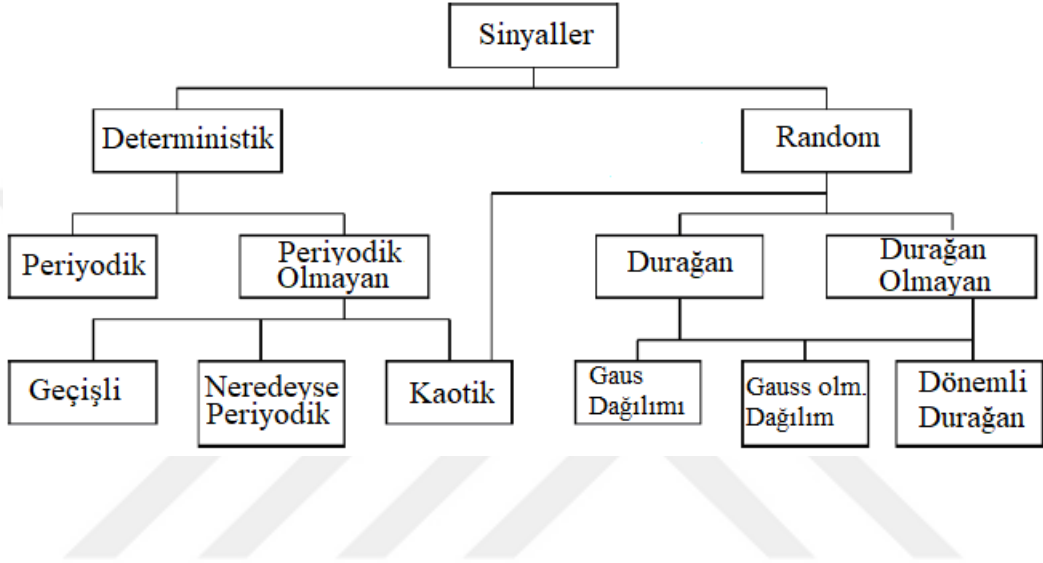 Sinyaller
Deterministik
Random
Periyodik
Periyodik
Olmayan
Durağan
Durağan
Olmayan
Geçişli
Neredeyse
Periyodik
Kaotik
Gaus
Dağılımı
Gauss olm.
Dağılım
Dönemli
Durağan